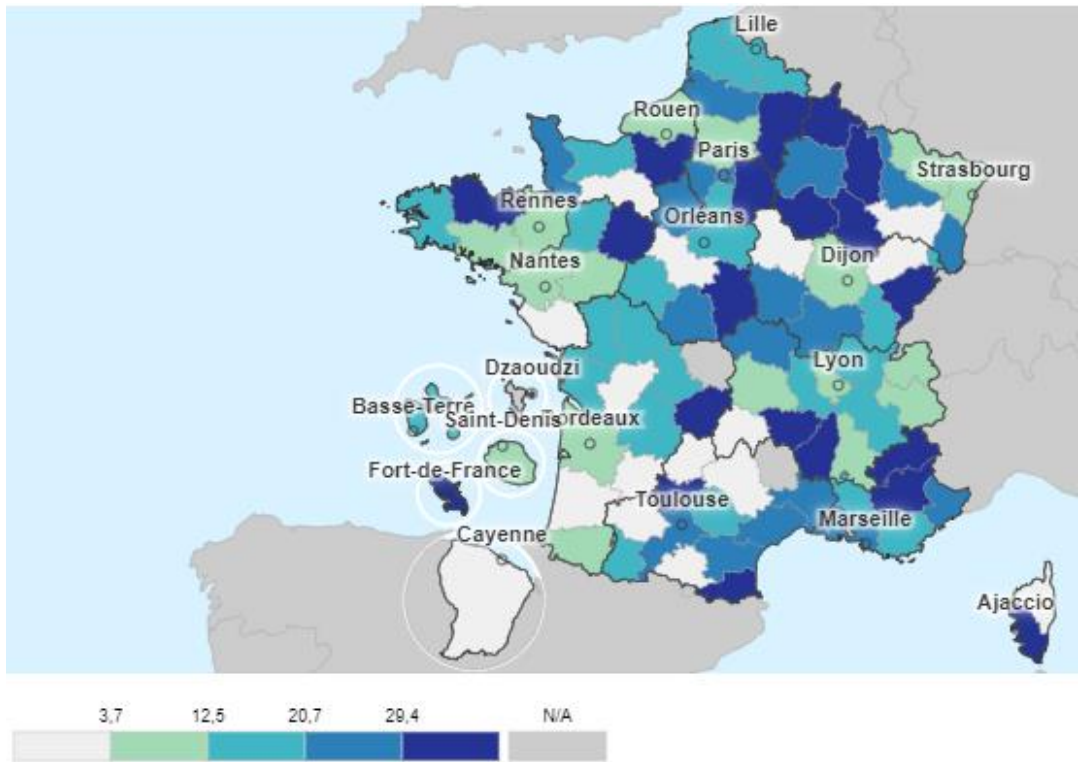 Lille
Rouen
Paris
Strasbourg
Rennes
Orléans
Nantes
Dijon
Lyon
Dzaoudzi
Basse-Terre
Saint-Denis
Bordeaux
Fort-de-France
Toulouse
Marseille
Cayenne
Ajaccio
3,7 12,5 20,7 29,4 N/A